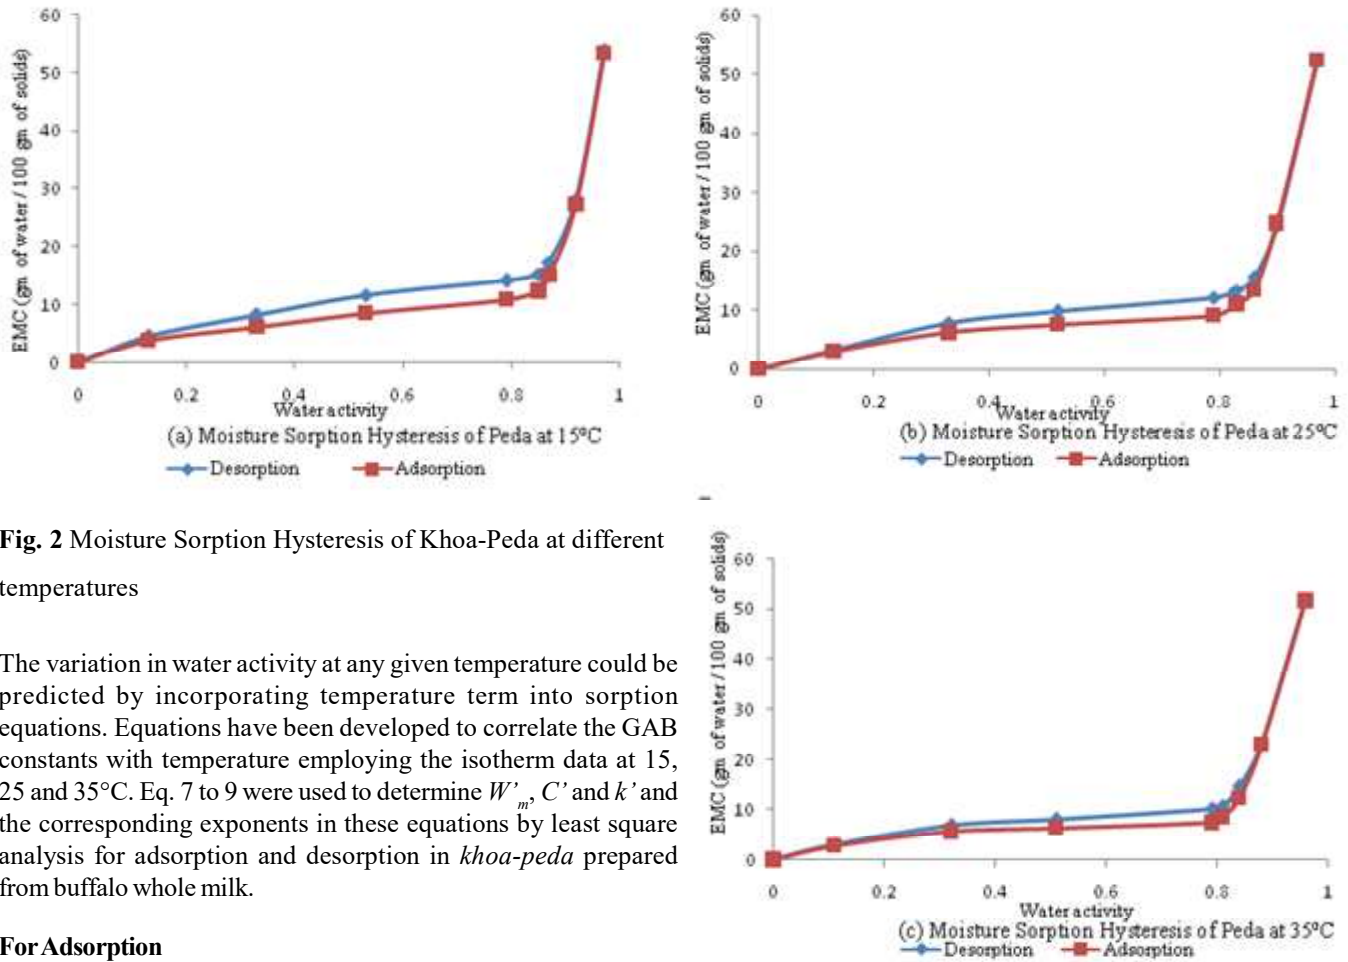 60
50
40
30
20
10
0
EMC (gm of water / 100 gm of solids)
0 0.2 0.4 0.6 0.8 1
Water activity
(a) Moisture Sorption Hysteresis of Peda at 15ºC
Desorption Adsorption
60
50
40
30
20
10
0
EMC (gm of water / 100 gm of solids)
0 0.2 0.4 0.6 0.8 1
Water activity
(b) Moisture Sorption Hysteresis of Peda at 25ºC
Desorption Adsorption
Fig. 2 Moisture Sorption Hysteresis of Khoa-Peda at different
temperatures
The variation in water activity at any given temperature could be
predicted by incorporating temperature term into sorption
equations. Equations have been developed to correlate the GAB
constants with temperature employing the isotherm data at 15,
25 and 35°C. Eq. 7 to 9 were used to determine W’m, C’ and k’ and
the corresponding exponents in these equations by least square
analysis for adsorption and desorption in khoa-peda prepared
from buffalo whole milk.
For Adsorption
60
50
40
30
20
10
0
EMC (gm of water / 100 gm of solids)
0 0.2 0.4 0.6 0.8 1
Water activity
(c) Moisture Sorption Hysteresis of Peda at 35ºC
Desorption Adsorption